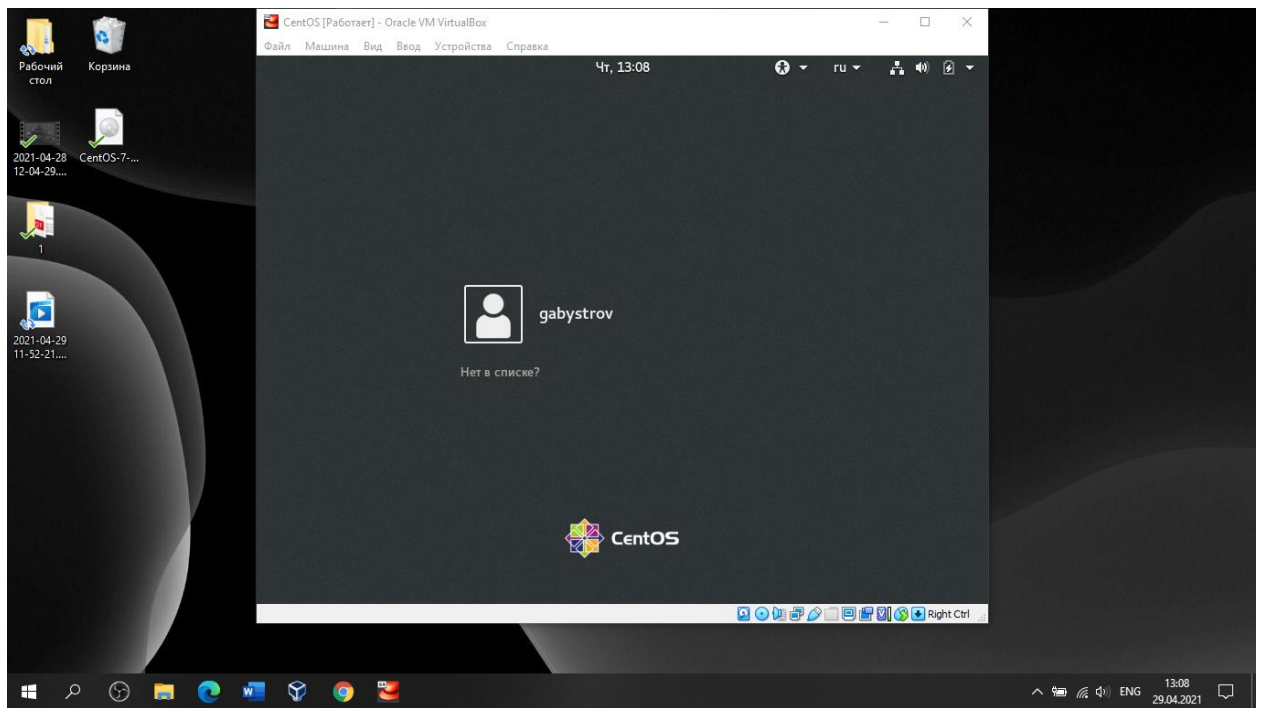 Рабочий
стол
Корзина
2021-04-28
12-04-29....
CentOS-7-...
1
2021-04-29
11-52-21....
CentOS [Работает] - Oracle VM VirtualBox
Файл Машина Вид Ввод Устройства Справка
Чт, 13:08
ru
gabystrov
Нет в списке?
CentOS
Right Ctrl
ENG
13:08
29.04.2021